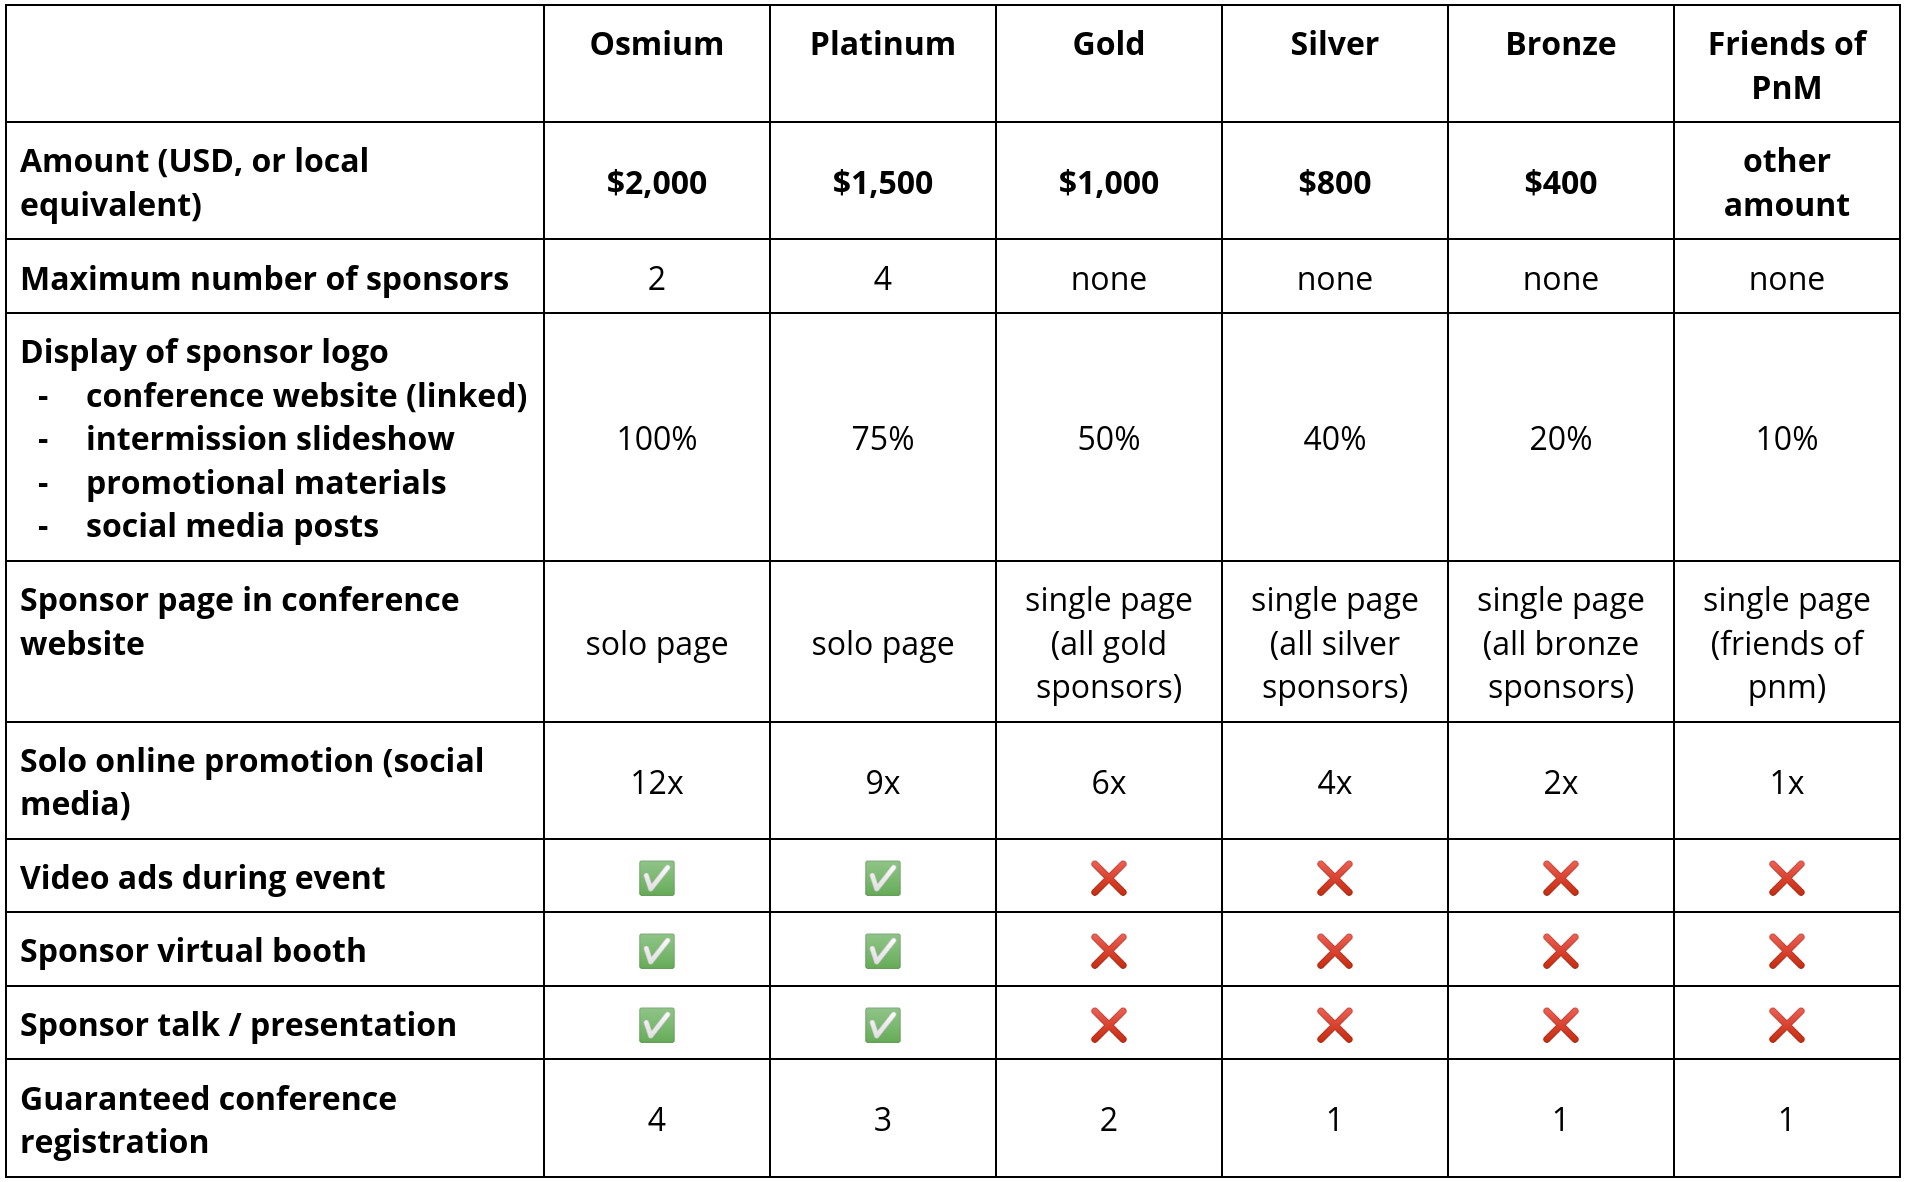 Osmium Platinum Gold Silver Bronze Friends of
PnM
Amount (USD, or local
equivalent)
$2,000 $1,500 $1,000 $800 $400 other
amount
Maximum number of sponsors 2 4 none none none none
Display of sponsor logo
- conference website (linked)
- intermission slideshow
- promotional materials
- social media posts
100% 75% 50% 40% 20% 10%
Sponsor page in conference
website
solo page
solo page
single page
(all gold
sponsors)
single page
(all silver
sponsors)
single page
(all bronze
sponsors)
single page
(friends of
pnm)
Solo online promotion (social
media)
12x 9x 6x 4x 2x 1x
Video ads during event ✅ ✅ ❌ ❌ ❌ ❌
Sponsor virtual booth ✅ ✅ ❌ ❌ ❌ ❌
Sponsor talk / presentation ✅ ✅ ❌ ❌ ❌ ❌
Guaranteed conference
registration
4 3 2 1 1 1